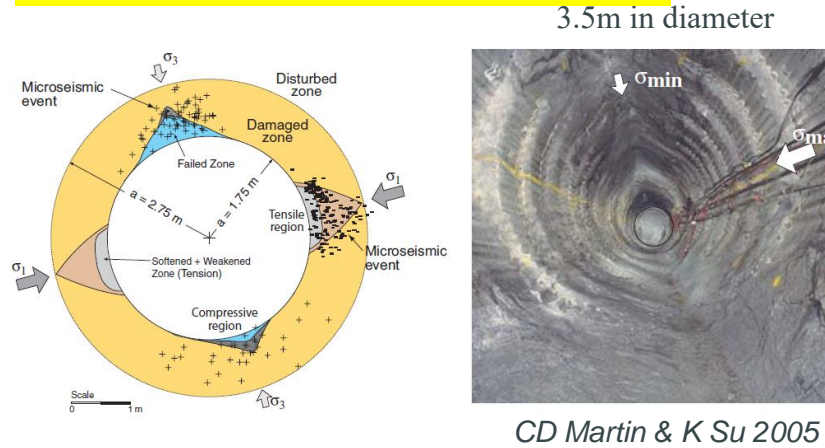 3.5m in diameter
σ3
Microseismic
event
Disturbed
zone
Damaged
zone
Failed Zone
a = 2.75 m
a = 1.75 m
σ1
Tensile
region
Softened + Weakened
Zone (Tension)
Microseismic
event
σ1
Compressive
region
Scale
0 1 m
σ3
σmin
σma
CD Martin & K Su 2005